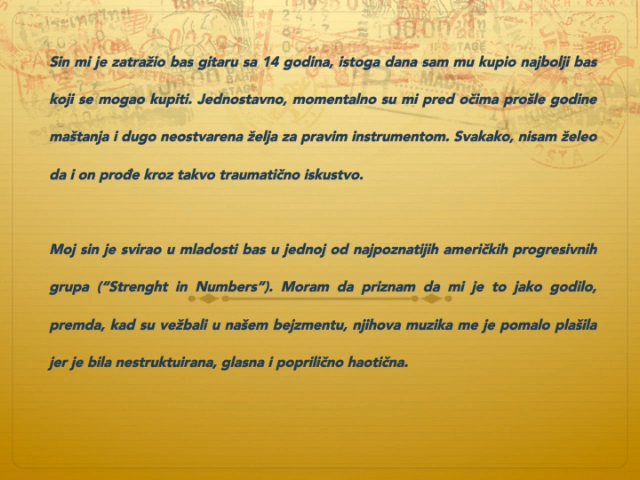 Sin mi je zatražio bas gitaru sa 14 godina, istoga dana sam mu kupio najbolji bas
koji se mogao kupiti. Jednostavno, momentalno su mi pred očima prošle godine
maštanja i dugo neostvarena želja za pravim instrumentom. Svakako, nisam želeo
da i on prođe kroz takvo traumatično iskustvo.
Moj sin je svirao u mladosti bas u jednoj od najpoznatijih američkih progresivnih
grupa (“Strenght in Numbers”). Moram da priznam da mi je to jako godilo,
premda, kad su vežbali u našem bejzmentu, njihova muzika me je pomalo plašila
jer je bila nestruktuirana, glasna i poprilično haotična.